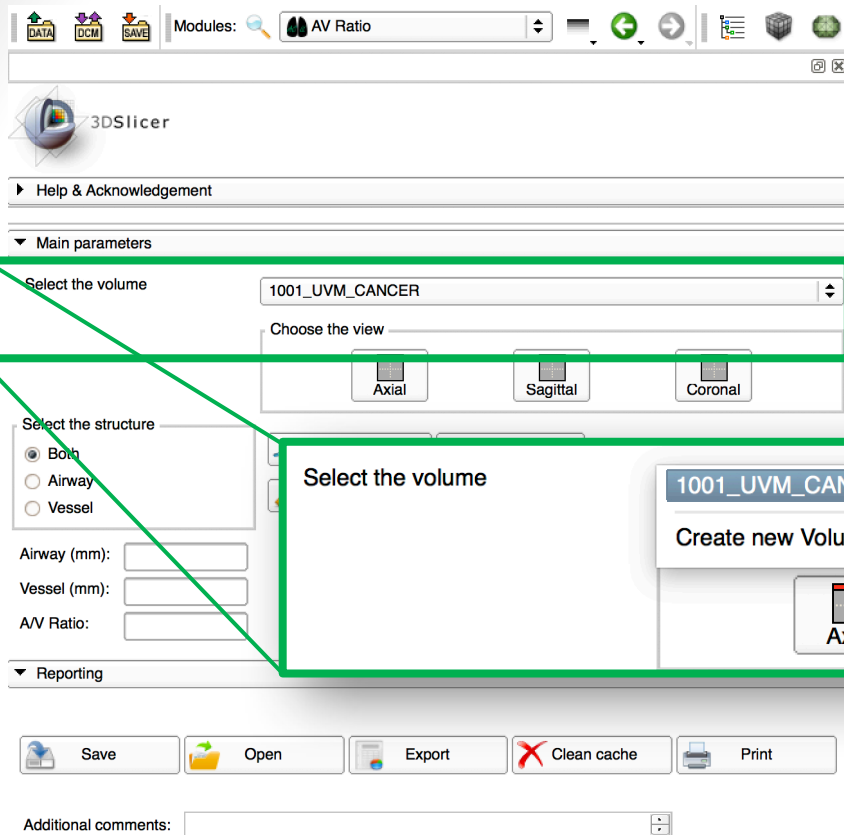 DATA DCM SAVE Modules: AV Ratio
3DSlicer
Help & Acknowledgement
Main parameters
Select the volume 1001_UVM_CANCER
Choose the view
Axial Sagittal Coronal
Select the structure
Both
Airway
Vessel
Select the volume 1001_UVM_CAN
Create new Volu
Ax
Airway (mm):
Vessel (mm):
A/V Ratio:
Reporting
Save Open Export Clean cache Print
Additional comments: